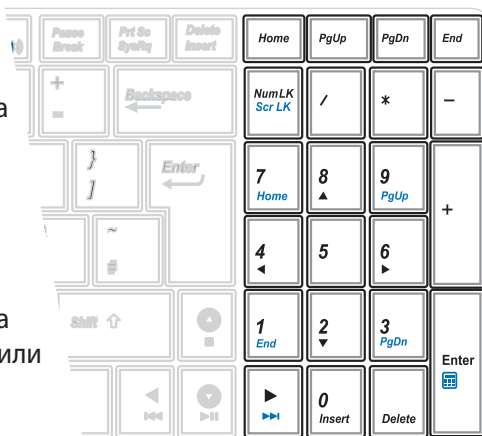 Pause Prt Sc Delete Home PgUp PgDn End
Break SysRq Insert
+ Backspace NumLK / * -
- Scr LK
а
} Enter 7 8 9 +
] Home PgUp
~ 4 5 6
#
Shift 1 2 3
а End PgDn
или Enter
0
Insert Delete